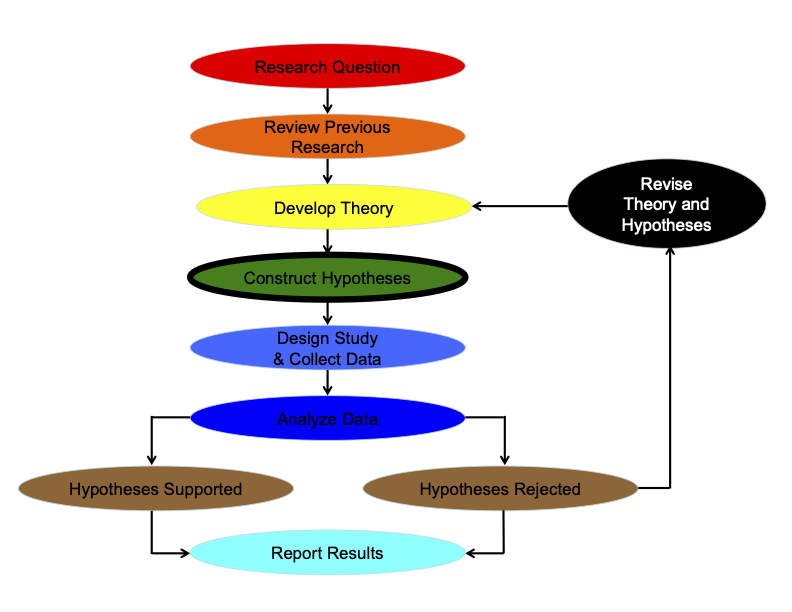 Research Question
Review Previous
Research
Develop Theory
Revise
Theory and
Hypotheses
Construct Hypotheses
Design Study
& Collect Data
Analyze Data
Hypotheses Supported
Hypotheses Rejected
Report Results